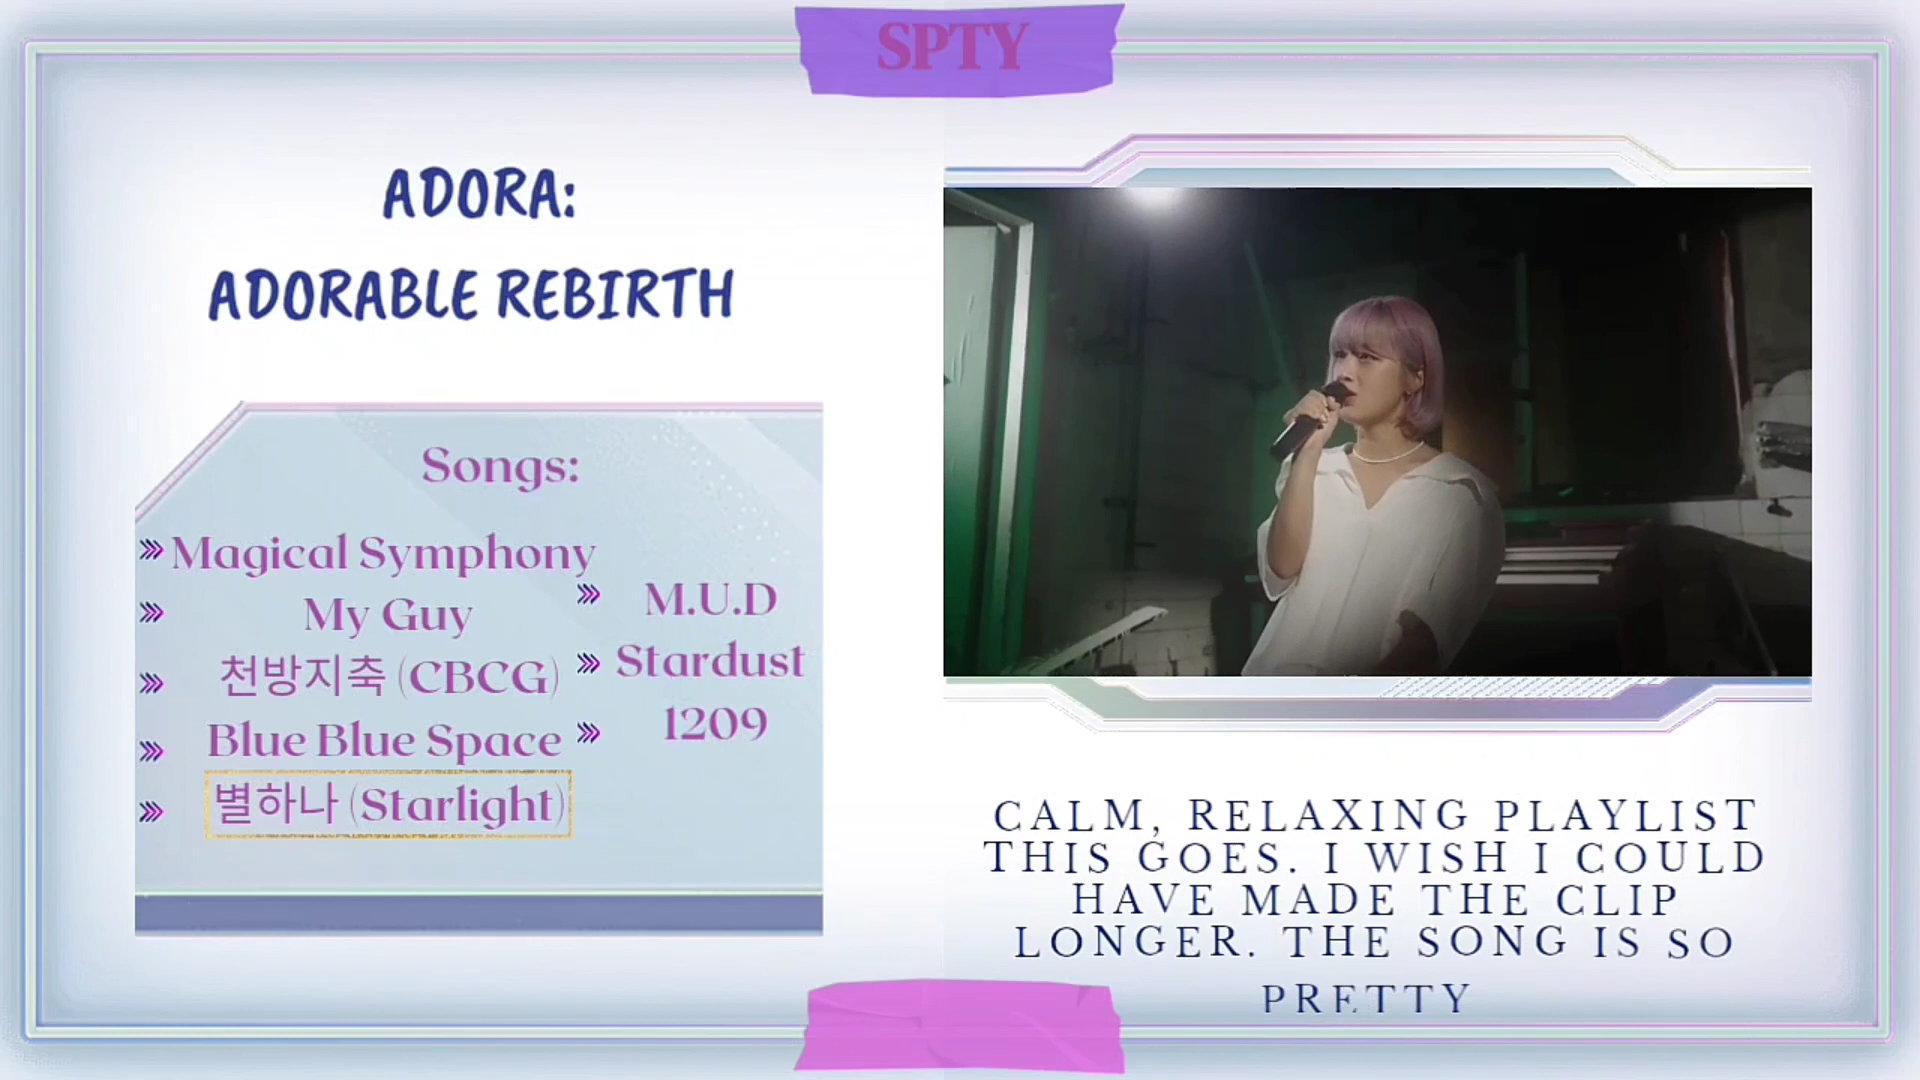 SPTY
ADORA:
ADORABLE REBIRTH
Songs:
Magical Symphony
My Guy
천방지축 (CBCG)
Blue Blue Space
별하나 (Starlight)
M.U.D
Stardust
1209
CALM, RELAXING PLAYLIST
THIS GOES. I WISH I COULD
HAVE MADE THE CLIP
LONGER. THE SONG IS SO
PRETTY